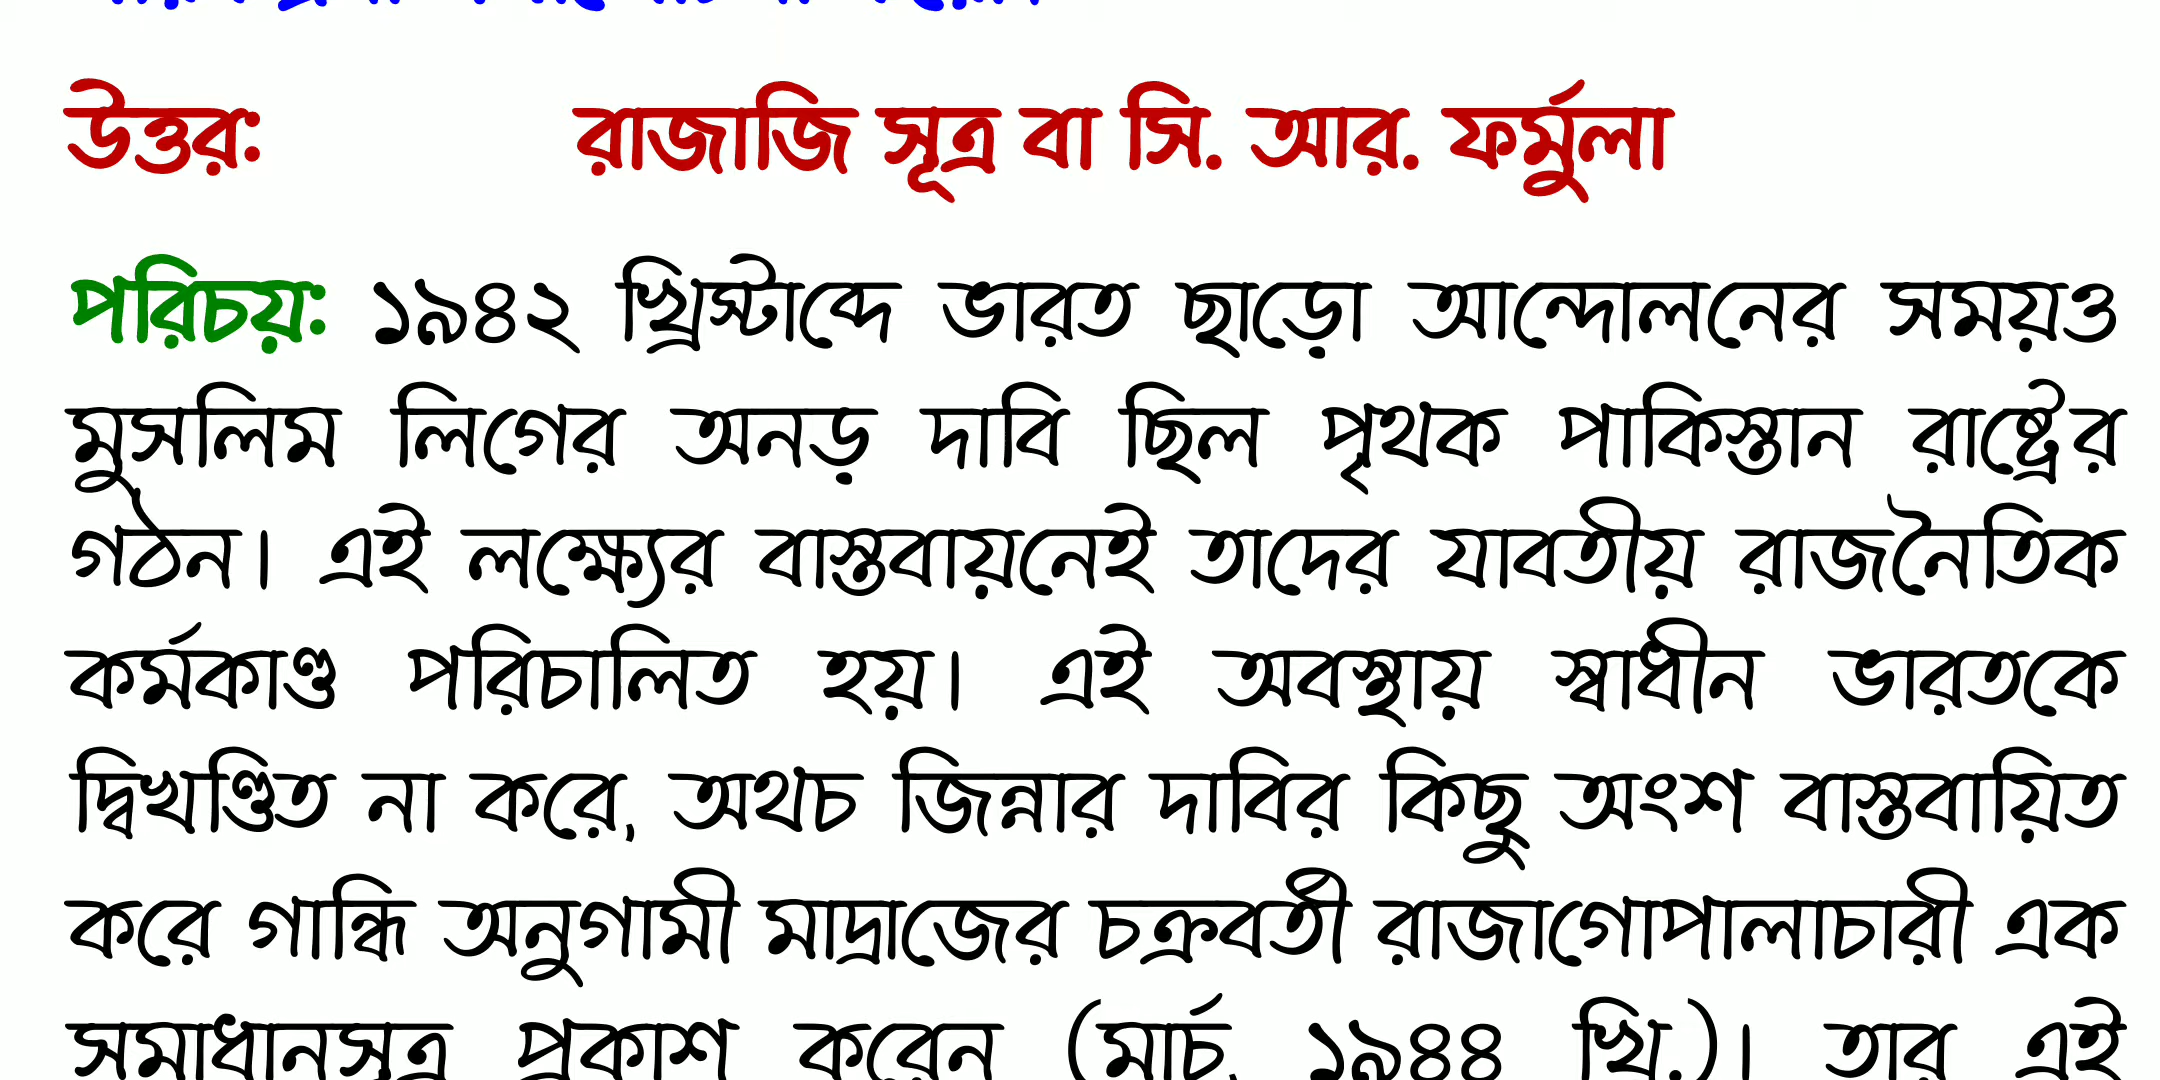 উত্তর: রাজাজি সূত্র বা সি. আর. ফর্মুলা
পরিচয়: ১৯৪২ খ্রিস্টাব্দে ভারত ছাড়ো আন্দোলনের সময়ও
মুসলিম লিগের অনড় দাবি ছিল পৃথক পাকিস্তান রাষ্ট্রের
গঠন। এই লক্ষ্যের বাস্তবায়নেই তাদের যাবতীয় রাজনৈতিক
কর্মকাণ্ড পরিচালিত হয়। এই অবস্থায় স্বাধীন ভারতকে
দ্বিখণ্ডিত না করে, অথচ জিন্নার দাবির কিছু অংশ বাস্তবায়িত
করে গান্ধি অনুগামী মাদ্রাজের চক্রবর্তী রাজাগোপালাচারী এক
সমাধানসূত্র প্রকাশ করেন (মার্চ, ১৯৪৪ খ্রি.)। তার এই